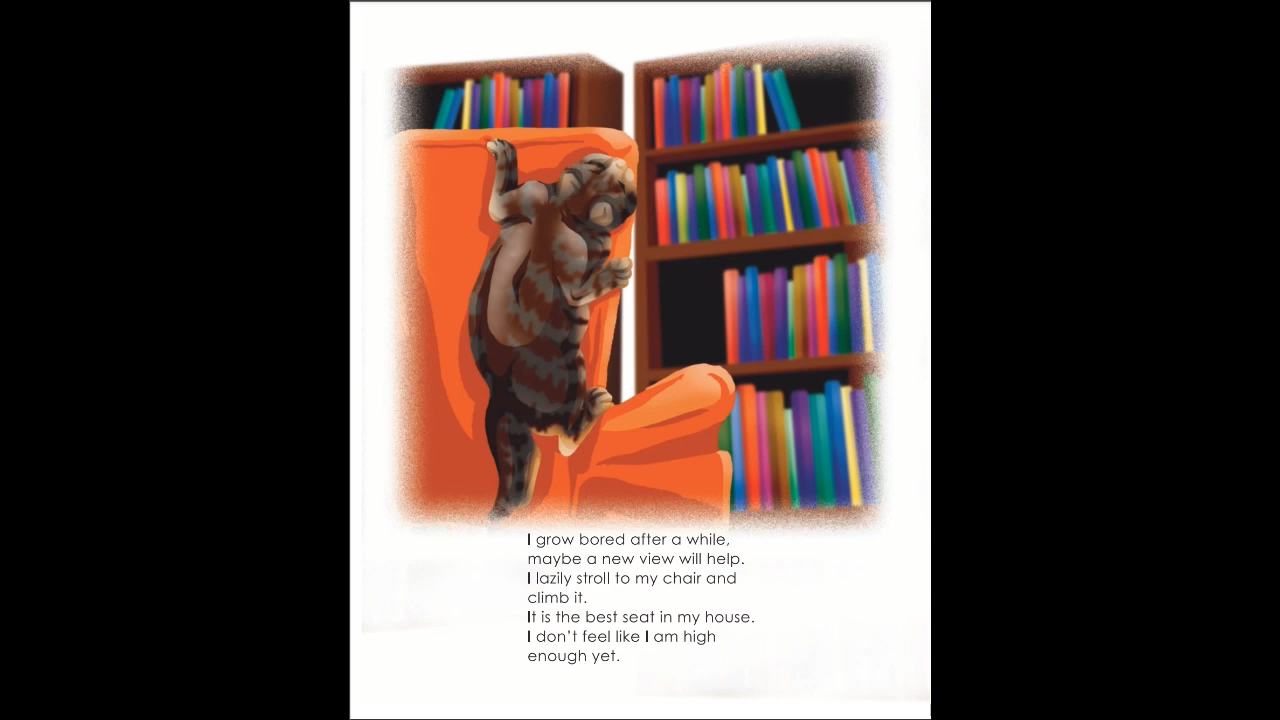 I grow bored after a while,
maybe a new view will help.
I lazily stroll to my chair and
climb it.
It is the best seat in my house.
I don't feel like I am high
enough yet.